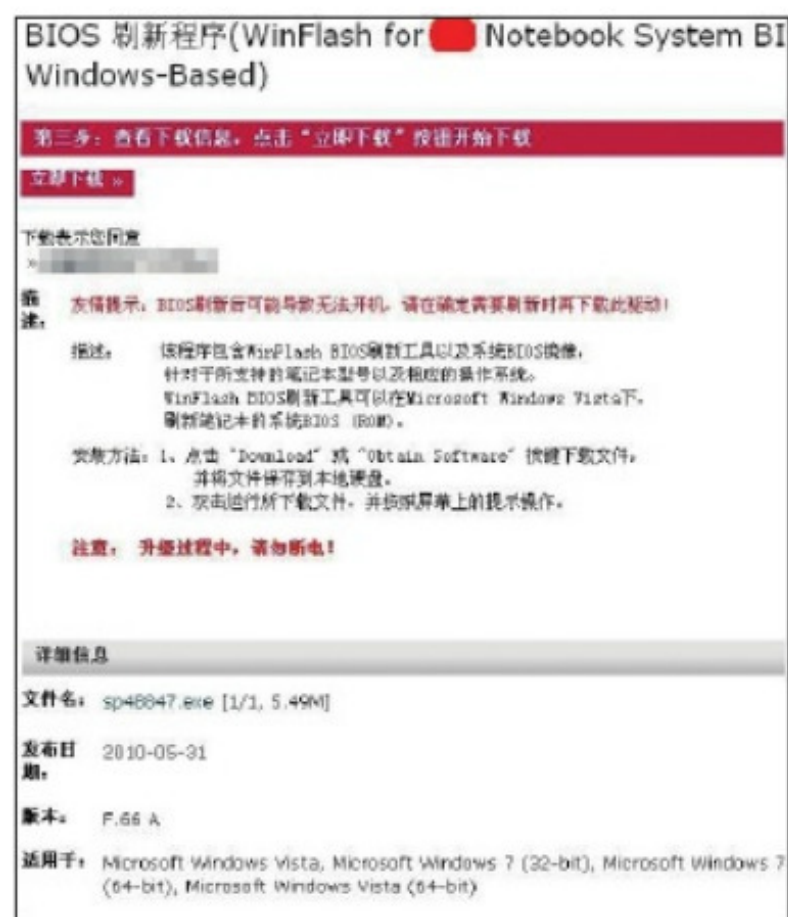 BIOS 刷新程序(WinFlash for Notebook System BI
Windows-Based)
第三步：查看下载信息，点击“立即下载”按钮开始下载
立即下载 »
下载表示您同意
»
描述：
友情提示：BIOS刷新后可能导致无法开机，请在确定需要刷新时再下载此驱动！
描述：
该程序包含WinFlash BIOS刷新工具以及系统BIOS镜像，
针对于所支持的笔记本型号以及相应的操作系统。
WinFlash BIOS刷新工具可以在Microsoft Windows Vista下，
刷新笔记本的系统BIOS (ROM)。
安装方法：1、点击 "Download" 或 "Obtain Software" 按键下载文件，
并将文件保存到本地硬盘。
2、双击运行所下载文件，并按照屏幕上的提示操作。
注意： 升级过程中，请勿断电！
详细信息
文件名： sp48847.exe [1/1, 5.49M]
发布日期： 2010-05-31
版本： F.66 A
适用于： Microsoft Windows Vista, Microsoft Windows 7 (32-bit), Microsoft Windows 7
(64-bit), Microsoft Windows Vista (64-bit)